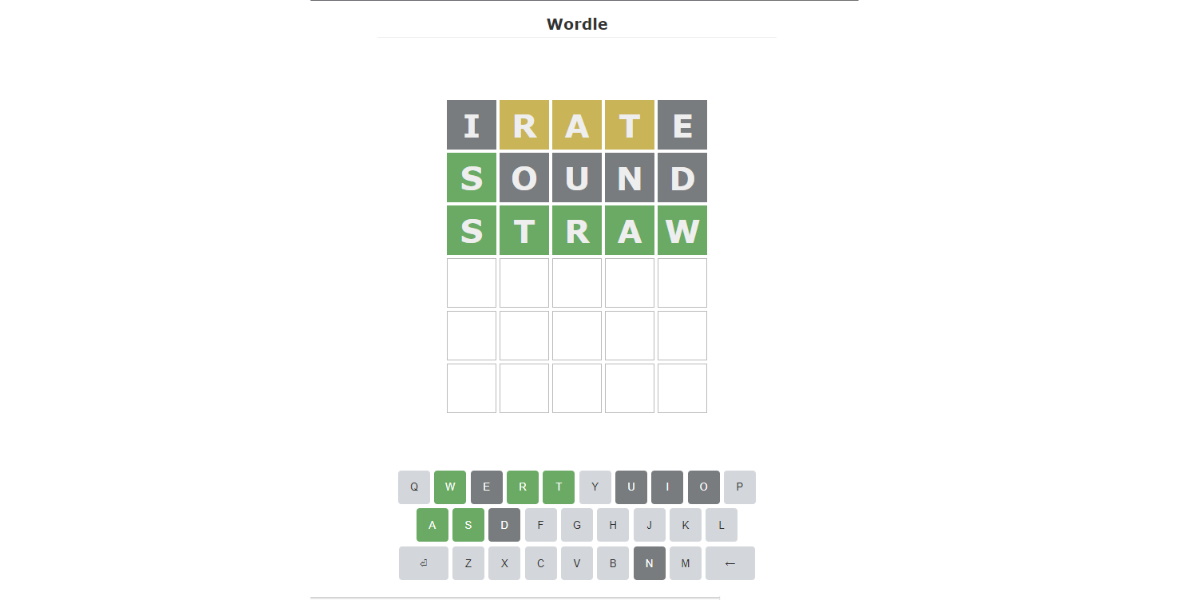 Wordle
I R A T E
S O U N D
S T R A W
Q W E R T Y U I O P
A S D F G H J K L
⏎ Z X C V B N M ←